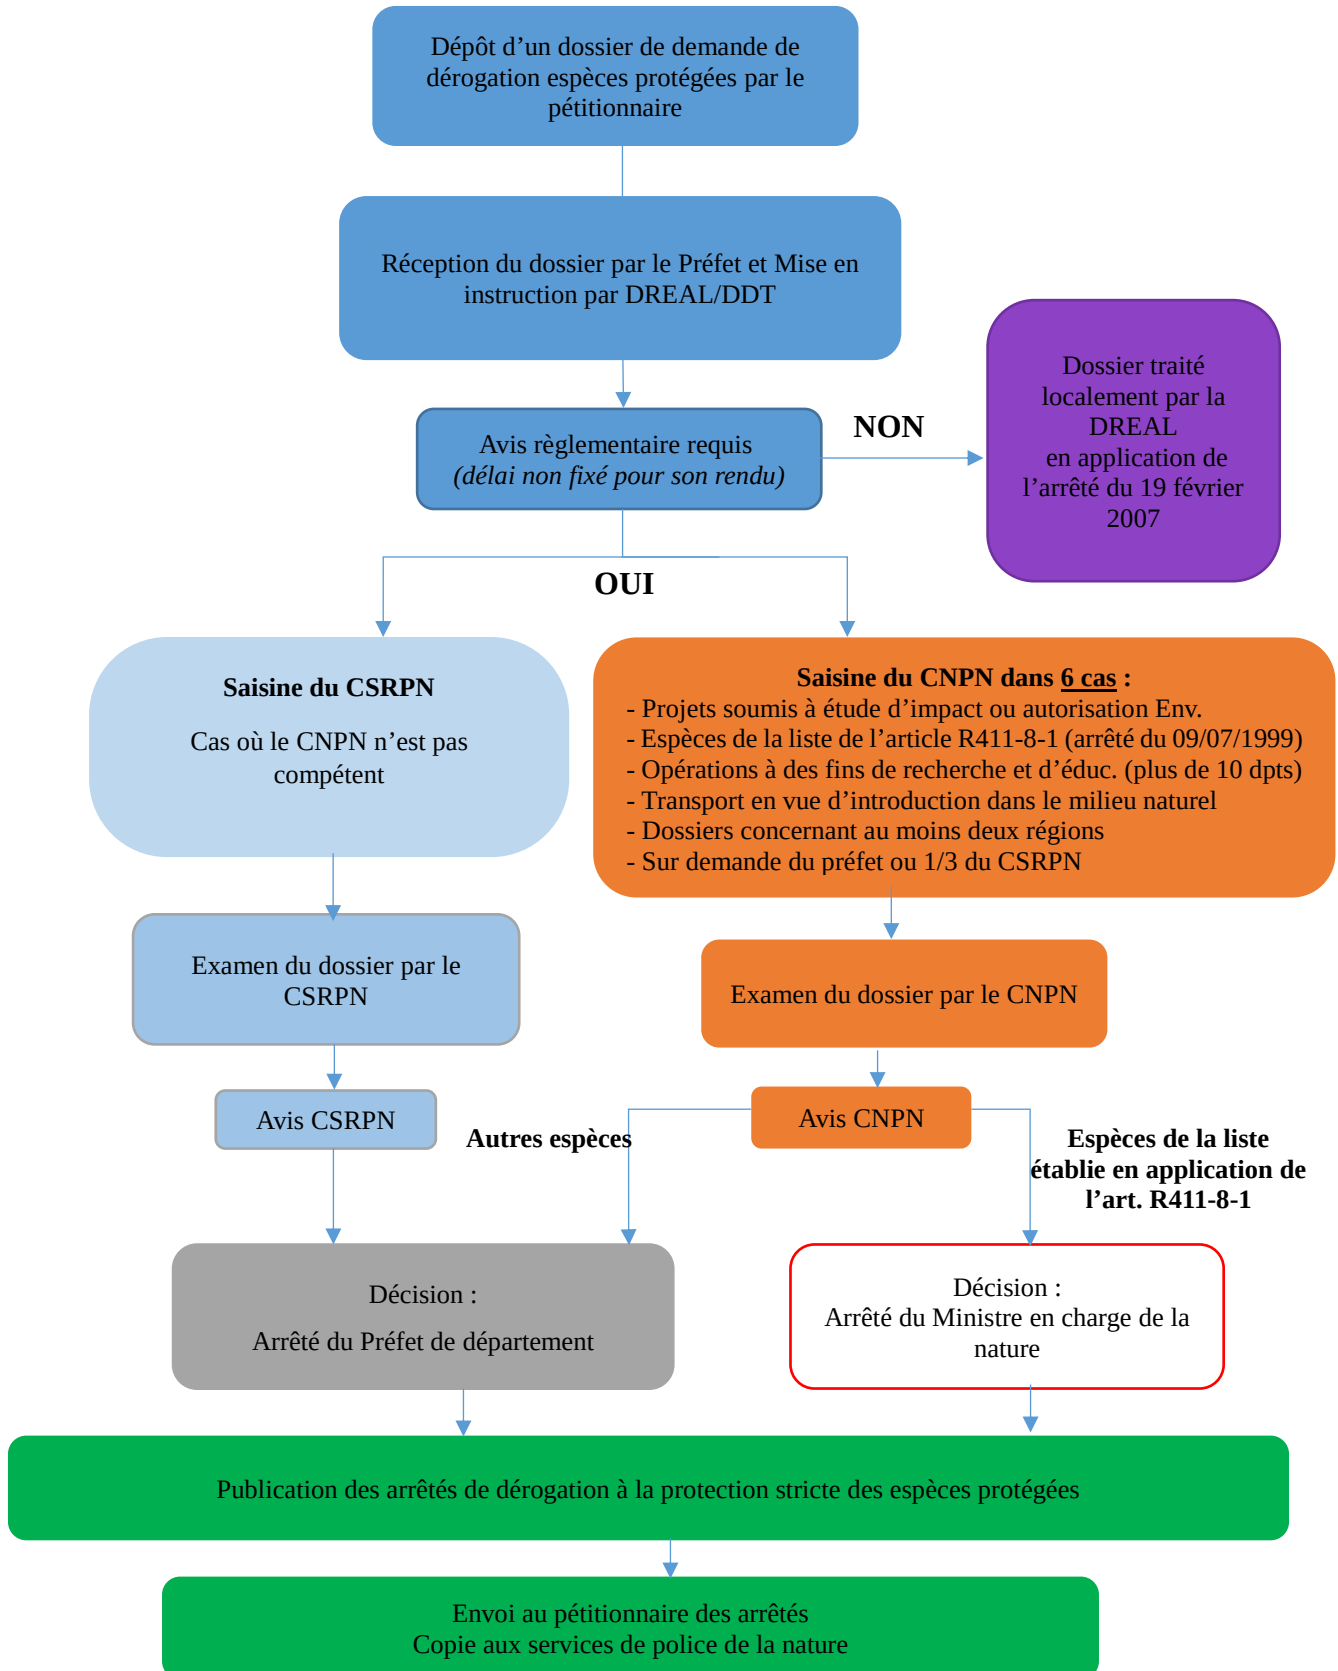 Dépôt d’un dossier de demande de
dérogation espèces protégées par le
pétitionnaire
Réception du dossier par le Préfet et Mise en
instruction par DREAL/DDT
Avis règlementaire requis
(délai non fixé pour son rendu)
NON
Dossier traité
localement par la
DREAL
en application de
l’arrêté du 19 février
2007
OUI
Saisine du CSRPN
Cas où le CNPN n’est pas
compétent
Saisine du CNPN dans 6 cas :
- Projets soumis à étude d’impact ou autorisation Env.
- Espèces de la liste de l’article R411-8-1 (arrêté du 09/07/1999)
- Opérations à des fins de recherche et d’éduc. (plus de 10 dpts)
- Transport en vue d’introduction dans le milieu naturel
- Dossiers concernant au moins deux régions
- Sur demande du préfet ou 1/3 du CSRPN
Examen du dossier par le
CSRPN
Examen du dossier par le CNPN
Avis CSRPN
Avis CNPN
Autres espèces
Espèces de la liste
établie en application de
l’art. R411-8-1
Décision :
Arrêté du Préfet de département
Décision :
Arrêté du Ministre en charge de la
nature
Publication des arrêtés de dérogation à la protection stricte des espèces protégées
Envoi au pétitionnaire des arrêtés
Copie aux services de police de la nature